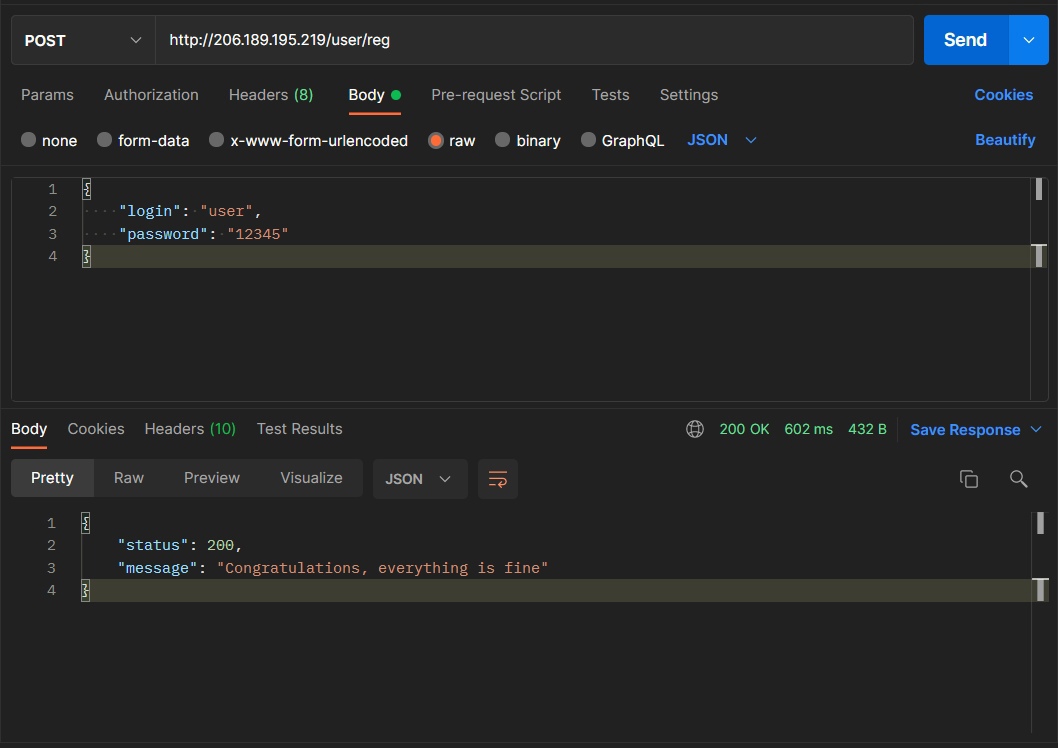 POST http://206.189.195.219/user/reg Send
Params Authorization Headers (8) Body Pre-request Script Tests Settings Cookies
none form-data x-www-form-urlencoded raw binary GraphQL JSON Beautify
1 {
2 "login": "user",
3 "password": "12345"
4 }
Body Cookies Headers (10) Test Results 200 OK 602 ms 432 B Save Response
Pretty Raw Preview Visualize JSON
1 {
2 "status": 200,
3 "message": "Congratulations, everything is fine"
4 }